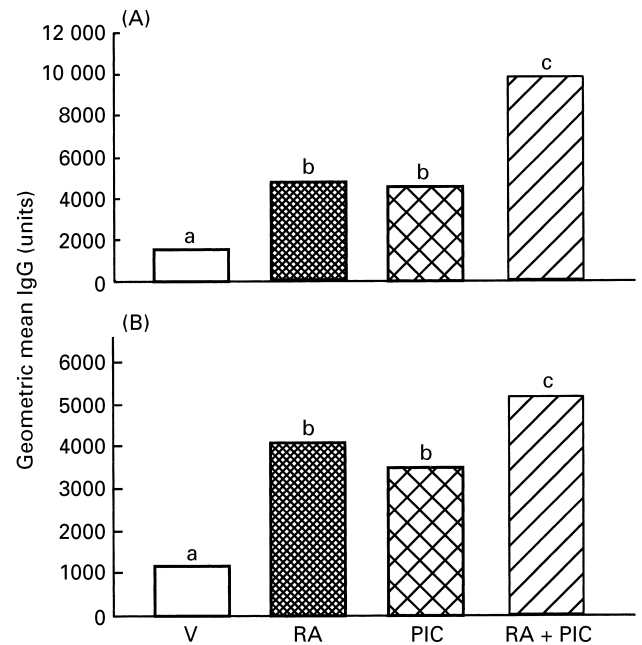 (A)
12 000
10 000
8000
6000
4000
2000
0
a
b
b
c
Geometric mean IgG (units)
(B)
6000
5000
4000
3000
2000
1000
0
a
b
b
c
V RA PIC RA + PIC